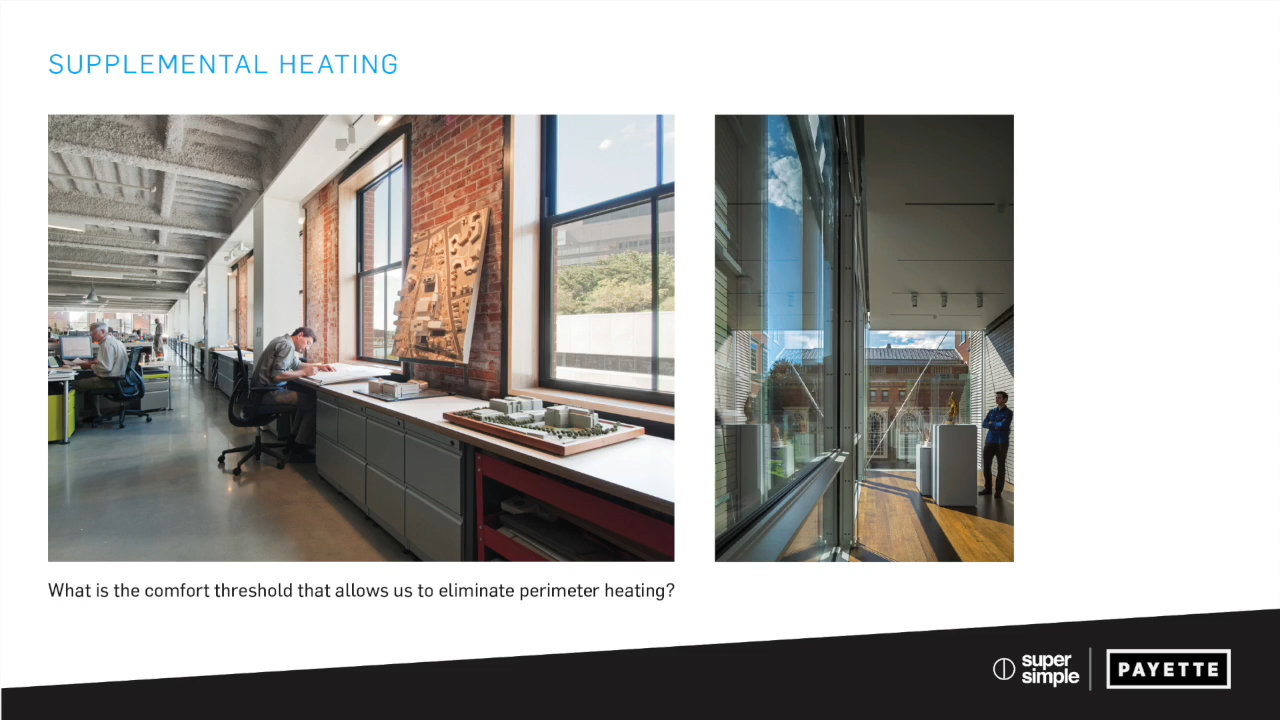 SUPPLEMENTAL HEATING
What is the comfort threshold that allows us to eliminate perimeter heating?
super
simple
PAYETTE